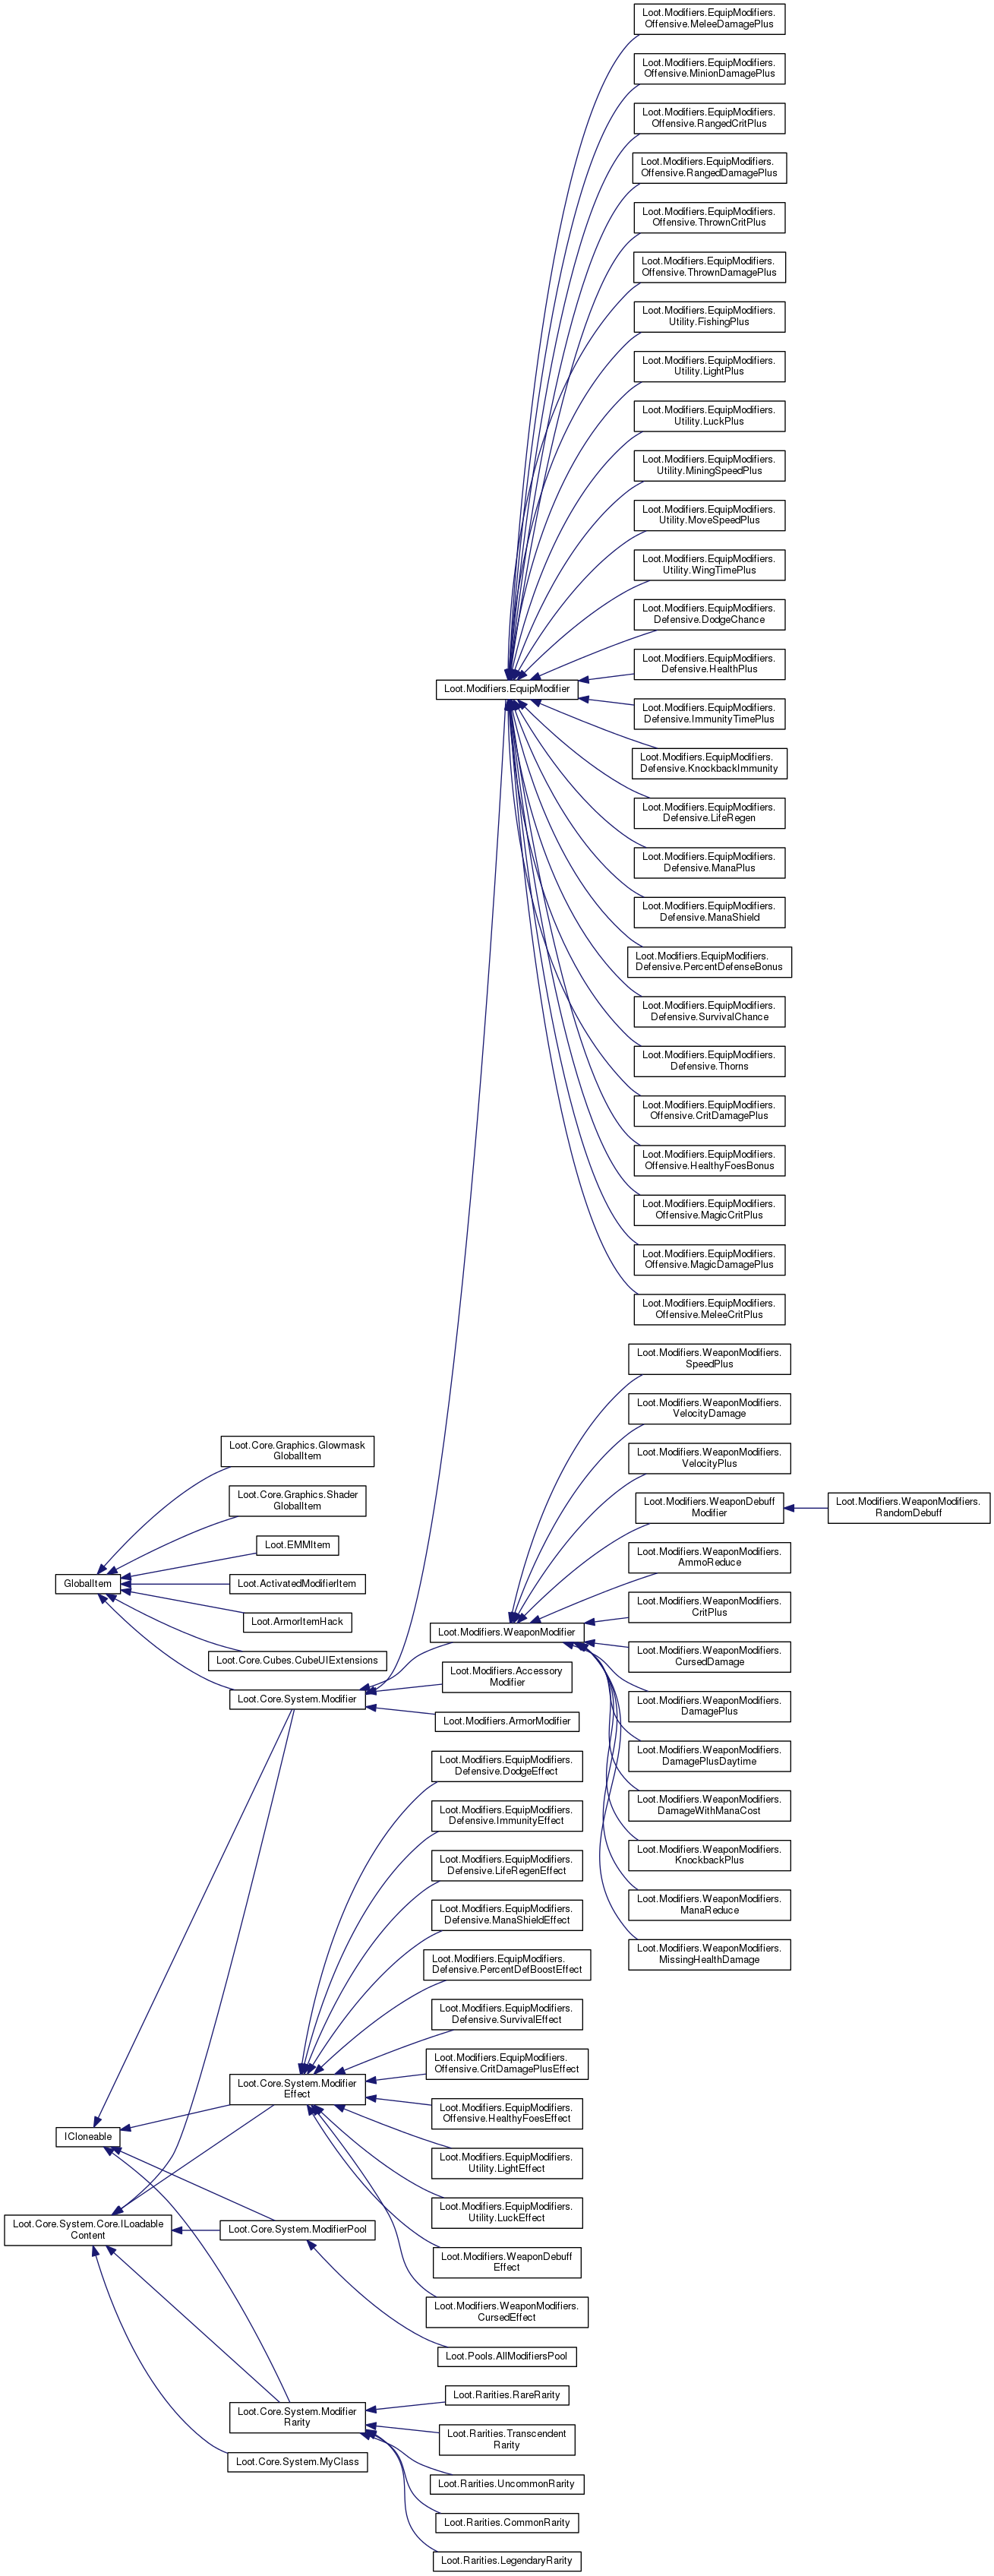 Loot.Modifiers.EquipModifiers.
Offensive.MeleeDamagePlus
Loot.Modifiers.EquipModifiers.
Offensive.MinionDamagePlus
Loot.Modifiers.EquipModifiers.
Offensive.RangedCritPlus
Loot.Modifiers.EquipModifiers.
Offensive.RangedDamagePlus
Loot.Modifiers.EquipModifiers.
Offensive.ThrownCritPlus
Loot.Modifiers.EquipModifiers.
Offensive.ThrownDamagePlus
Loot.Modifiers.EquipModifiers.
Utility.FishingPlus
Loot.Modifiers.EquipModifiers.
Utility.LightPlus
Loot.Modifiers.EquipModifiers.
Utility.LuckPlus
Loot.Modifiers.EquipModifiers.
Utility.MiningSpeedPlus
Loot.Modifiers.EquipModifiers.
Utility.MoveSpeedPlus
Loot.Modifiers.EquipModifiers.
Utility.WingTimePlus
Loot.Modifiers.EquipModifiers.
Defensive.DodgeChance
Loot.Modifiers.EquipModifiers.
Defensive.HealthPlus
Loot.Modifiers.EquipModifier
Loot.Modifiers.EquipModifiers.
Defensive.ImmunityTimePlus
Loot.Modifiers.EquipModifiers.
Defensive.KnockbackImmunity
Loot.Modifiers.EquipModifiers.
Defensive.LifeRegen
Loot.Modifiers.EquipModifiers.
Defensive.ManaPlus
Loot.Modifiers.EquipModifiers.
Defensive.ManaShield
Loot.Modifiers.EquipModifiers.
Defensive.PercentDefenseBonus
Loot.Modifiers.EquipModifiers.
Defensive.SurvivalChance
Loot.Modifiers.EquipModifiers.
Defensive.Thorns
Loot.Modifiers.EquipModifiers.
Offensive.CritDamagePlus
Loot.Modifiers.EquipModifiers.
Offensive.HealthyFoesBonus
Loot.Modifiers.EquipModifiers.
Offensive.MagicCritPlus
Loot.Modifiers.EquipModifiers.
Offensive.MagicDamagePlus
Loot.Modifiers.EquipModifiers.
Offensive.MeleeCritPlus
Loot.Modifiers.WeaponModifiers.
SpeedPlus
Loot.Modifiers.WeaponModifiers.
VelocityDamage
Loot.Modifiers.WeaponModifiers.
VelocityPlus
Loot.Modifiers.WeaponDebuff
Modifier
Loot.Modifiers.WeaponModifiers.
RandomDebuff
Loot.Modifiers.WeaponModifiers.
AmmoReduce
Loot.Modifiers.WeaponModifiers.
CritPlus
Loot.Modifiers.WeaponModifiers.
CursedDamage
Loot.Modifiers.WeaponModifiers.
DamagePlus
Loot.Modifiers.WeaponModifiers.
DamagePlusDaytime
Loot.Modifiers.WeaponModifiers.
DamageWithManaCost
Loot.Modifiers.WeaponModifiers.
KnockbackPlus
Loot.Modifiers.WeaponModifiers.
ManaReduce
Loot.Modifiers.WeaponModifiers.
MissingHealthDamage
Loot.Core.Graphics.Glowmask
GlobalItem
Loot.Core.Graphics.Shader
GlobalItem
Loot.EMMItem
GlobalItem
Loot.ActivatedModifierItem
Loot.ArmorItemHack
Loot.Core.Cubes.CubeUIExtensions
Loot.Core.System.Modifier
Loot.Modifiers.WeaponModifier
Loot.Modifiers.Accessory
Modifier
Loot.Modifiers.ArmorModifier
Loot.Modifiers.EquipModifiers.
Defensive.DodgeEffect
Loot.Modifiers.EquipModifiers.
Defensive.ImmunityEffect
Loot.Modifiers.EquipModifiers.
Defensive.LifeRegenEffect
Loot.Modifiers.EquipModifiers.
Defensive.ManaShieldEffect
Loot.Modifiers.EquipModifiers.
Defensive.PercentDefBoostEffect
Loot.Modifiers.EquipModifiers.
Defensive.SurvivalEffect
Loot.Core.System.Modifier
Effect
Loot.Modifiers.EquipModifiers.
Offensive.CritDamagePlusEffect
Loot.Modifiers.EquipModifiers.
Offensive.HealthyFoesEffect
ICloneable
Loot.Modifiers.EquipModifiers.
Utility.LightEffect
Loot.Modifiers.EquipModifiers.
Utility.LuckEffect
Loot.Core.System.Core.ILoadable
Content
Loot.Core.System.ModifierPool
Loot.Modifiers.WeaponDebuff
Effect
Loot.Modifiers.WeaponModifiers.
CursedEffect
Loot.Pools.AllModifiersPool
Loot.Core.System.Modifier
Rarity
Loot.Rarities.RareRarity
Loot.Rarities.Transcendent
Rarity
Loot.Core.System.MyClass
Loot.Rarities.UncommonRarity
Loot.Rarities.CommonRarity
Loot.Rarities.LegendaryRarity